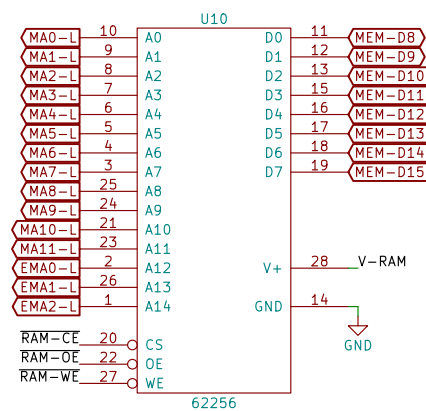 U10
MA0-L 10 A0 D0 11 MEM-D8
MA1-L 9 A1 D1 12 MEM-D9
MA2-L 8 A2 D2 13 MEM-D10
MA3-L 7 A3 D3 15 MEM-D11
MA4-L 6 A4 D4 16 MEM-D12
MA5-L 5 A5 D5 17 MEM-D13
MA6-L 4 A6 D6 18 MEM-D14
MA7-L 3 A7 D7 19 MEM-D15
MA8-L 25 A8
MA9-L 24 A9
MA10-L 21 A10
MA11-L 23 A11
EMA0-L 2 A12 V+ 28 V-RAM
EMA1-L 26 A13
EMA2-L 1 A14 GND 14
RAM-CE 20 CS GND
RAM-OE 22 OE
RAM-WE 27 WE
62256